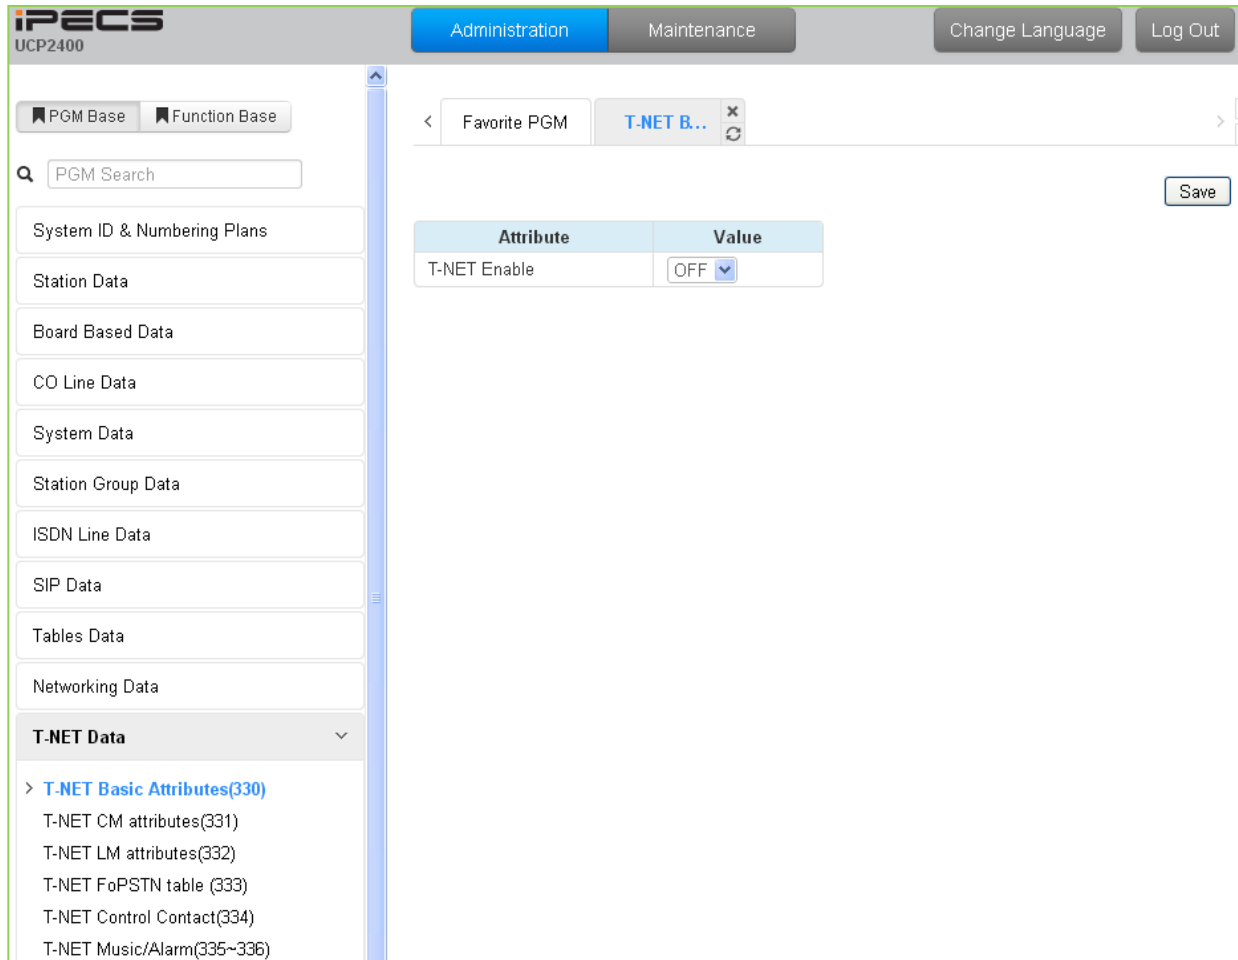 iPECS
UCP2400
Administration
Maintenance
Change Language
Log Out
PGM Base
Function Base
PGM Search
System ID & Numbering Plans
Station Data
Board Based Data
CO Line Data
System Data
Station Group Data
ISDN Line Data
SIP Data
Tables Data
Networking Data
T-NET Data
T-NET Basic Attributes(330)
T-NET CM attributes(331)
T-NET LM attributes(332)
T-NET FoPSTN table (333)
T-NET Control Contact(334)
T-NET Music/Alarm(335~336)
Favorite PGM
T-NET B...
Save
Attribute Value
T-NET Enable OFF